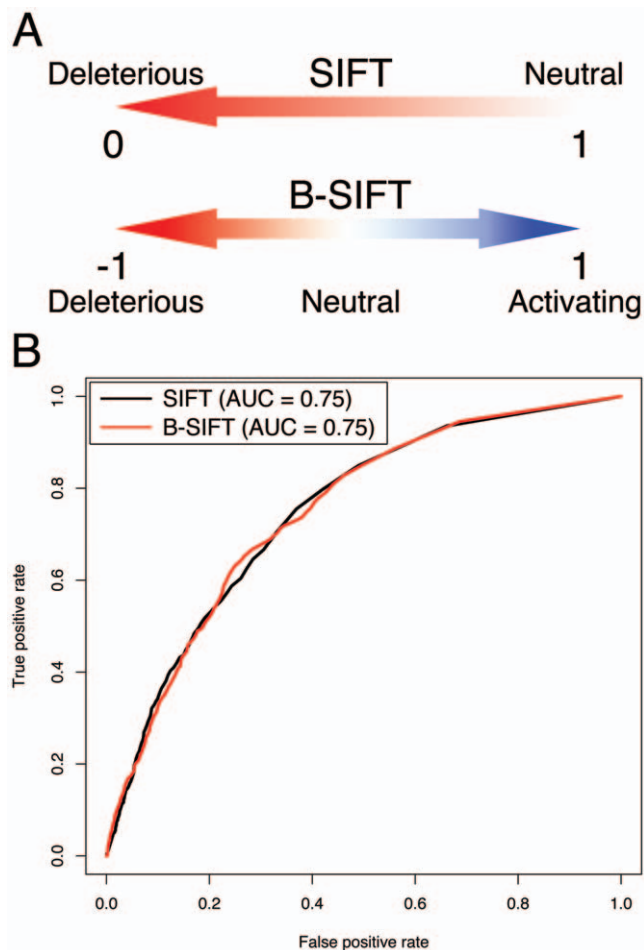 A
Deleterious SIFT Neutral
0 1
B-SIFT
-1 1
Deleterious Neutral Activating
B
SIFT (AUC = 0.75)
B-SIFT (AUC = 0.75)
True positive rate
1.0
0.8
0.6
0.4
0.2
0.0
0.0 0.2 0.4 0.6 0.8 1.0
False positive rate